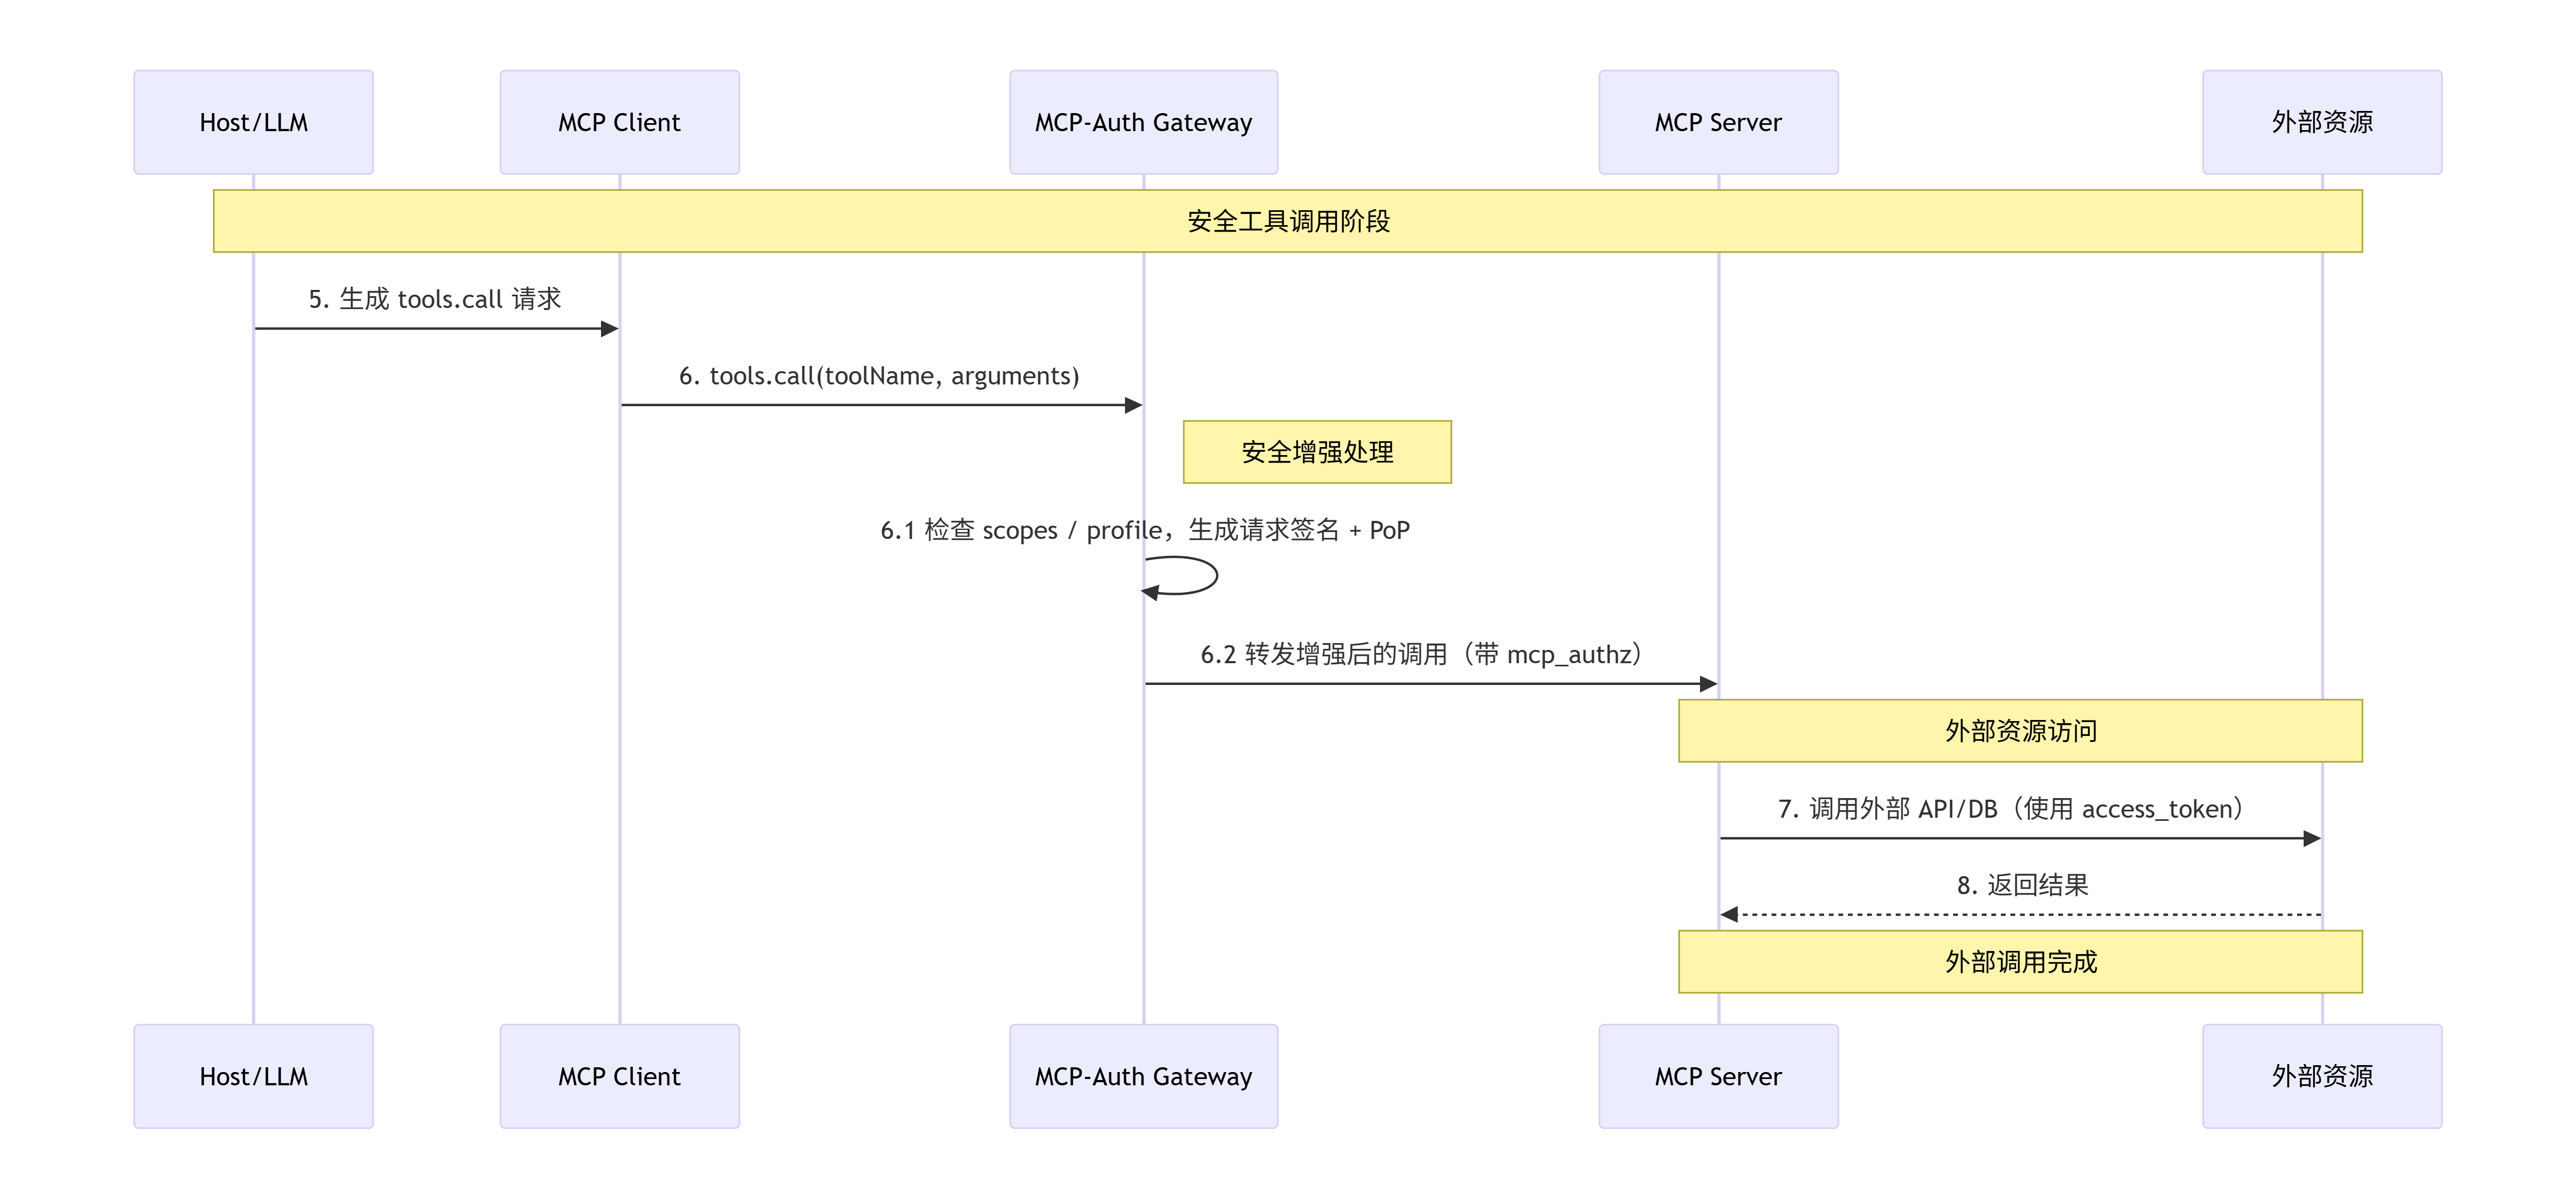 Host/LLM
MCP Client
MCP-Auth Gateway
MCP Server
外部资源
安全工具调用阶段
5. 生成 tools.call 请求
6. tools.call(toolName, arguments)
安全增强处理
6.1 检查 scopes / profile，生成请求签名 + PoP
6.2 转发增强后的调用（带 mcp_authz）
外部资源访问
7. 调用外部 API/DB（使用 access_token）
8. 返回结果
外部调用完成
Host/LLM
MCP Client
MCP-Auth Gateway
MCP Server
外部资源